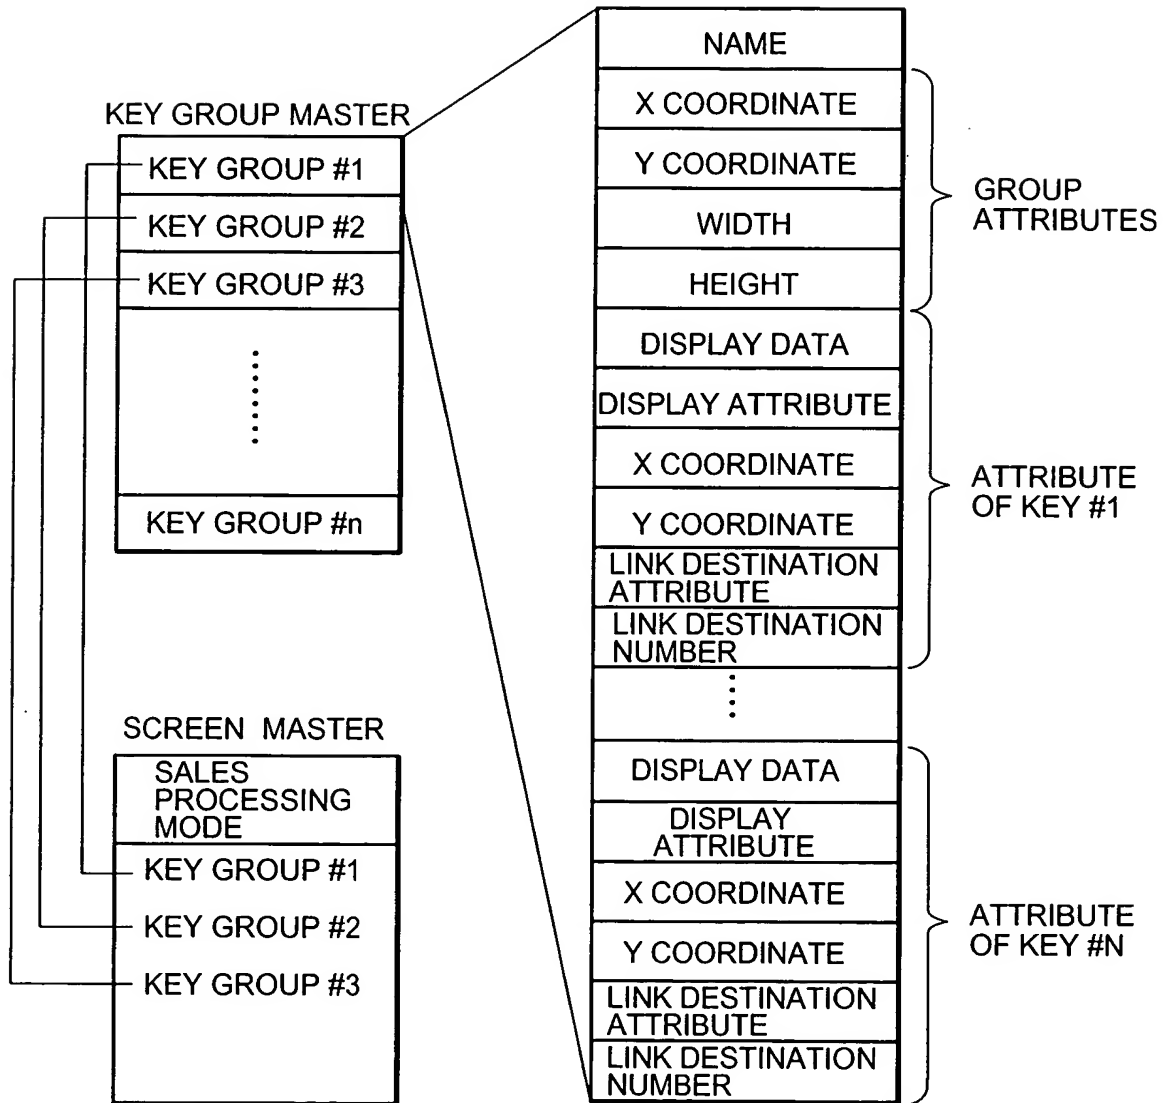 KEY GROUP MASTER
KEY GROUP #1
KEY GROUP #2
KEY GROUP #3
KEY GROUP #n
SCREEN MASTER
SALES
PROCESSING
MODE
KEY GROUP #1
KEY GROUP #2
KEY GROUP #3
NAME
X COORDINATE
Y COORDINATE
WIDTH
HEIGHT
GROUP
ATTRIBUTES
DISPLAY DATA
DISPLAY ATTRIBUTE
X COORDINATE
Y COORDINATE
LINK DESTINATION
ATTRIBUTE
LINK DESTINATION
NUMBER
ATTRIBUTE
OF KEY #1
DISPLAY DATA
DISPLAY
ATTRIBUTE
X COORDINATE
Y COORDINATE
LINK DESTINATION
ATTRIBUTE
LINK DESTINATION
NUMBER
ATTRIBUTE
OF KEY #N